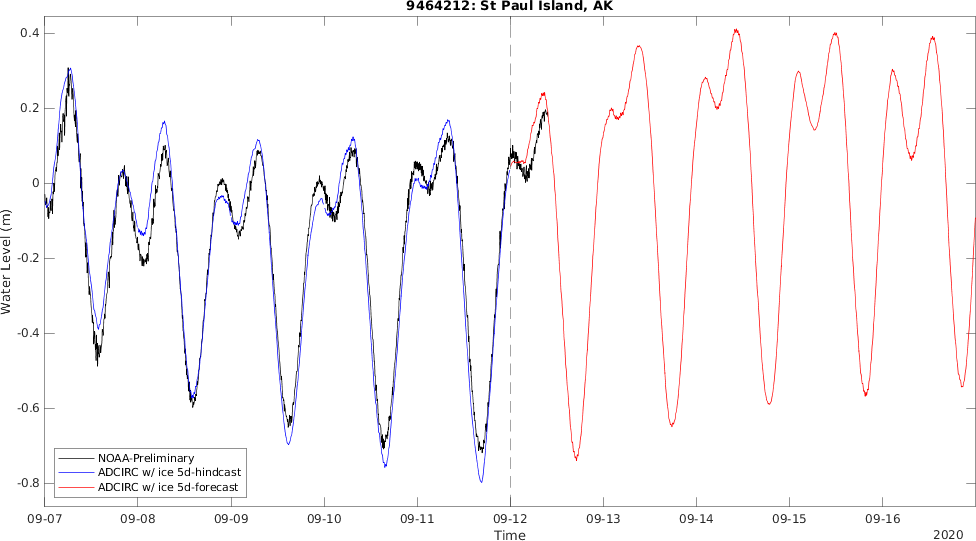 9464212: St Paul Island, AK
0.4
0.2
0
-0.2
-0.4
-0.6
-0.8
Water Level (m)
NOAA-Preliminary
ADCIRC w/ ice 5d-hindcast
ADCIRC w/ ice 5d-forecast
09-07 09-08 09-09 09-10 09-11 09-12 09-13 09-14 09-15 09-16
Time
2020